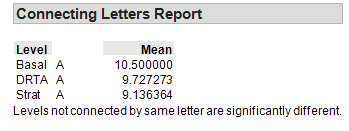 Connecting Letters Report
Level Mean
Basal A 10.500000
DRTA A 9.727273
Strat A 9.136364
Levels not connected by same letter are significantly different.